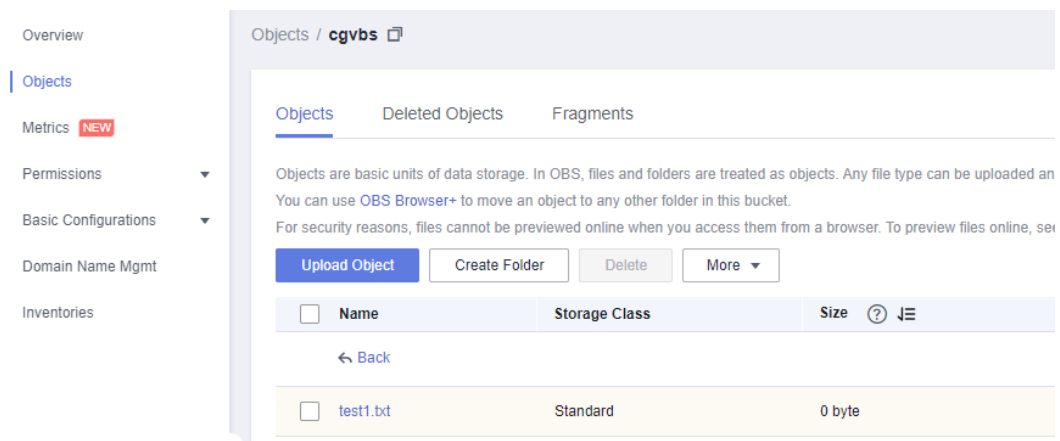 Overview
Objects
Metrics NEW
Permissions
Basic Configurations
Domain Name Mgmt
Inventories
Objects / cgvbs
Objects Deleted Objects Fragments
Objects are basic units of data storage. In OBS, files and folders are treated as objects. Any file type can be uploaded an
You can use OBS Browser+ to move an object to any other folder in this bucket.
For security reasons, files cannot be previewed online when you access them from a browser. To preview files online, see
Upload Object Create Folder Delete More
Name Storage Class Size ?
Back
test1.txt Standard 0 byte